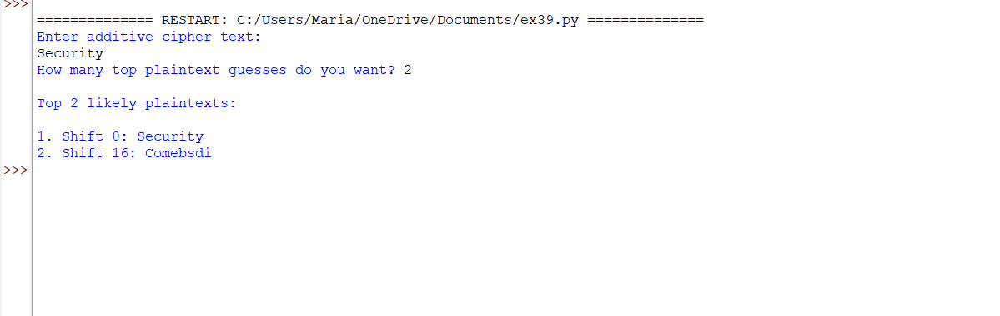 >>>
============== RESTART: C:/Users/Maria/OneDrive/Documents/ex39.py ==============
Enter additive cipher text:
Security
How many top plaintext guesses do you want? 2
Top 2 likely plaintexts:
1. Shift 0: Security
2. Shift 16: Comebsdi
>>>